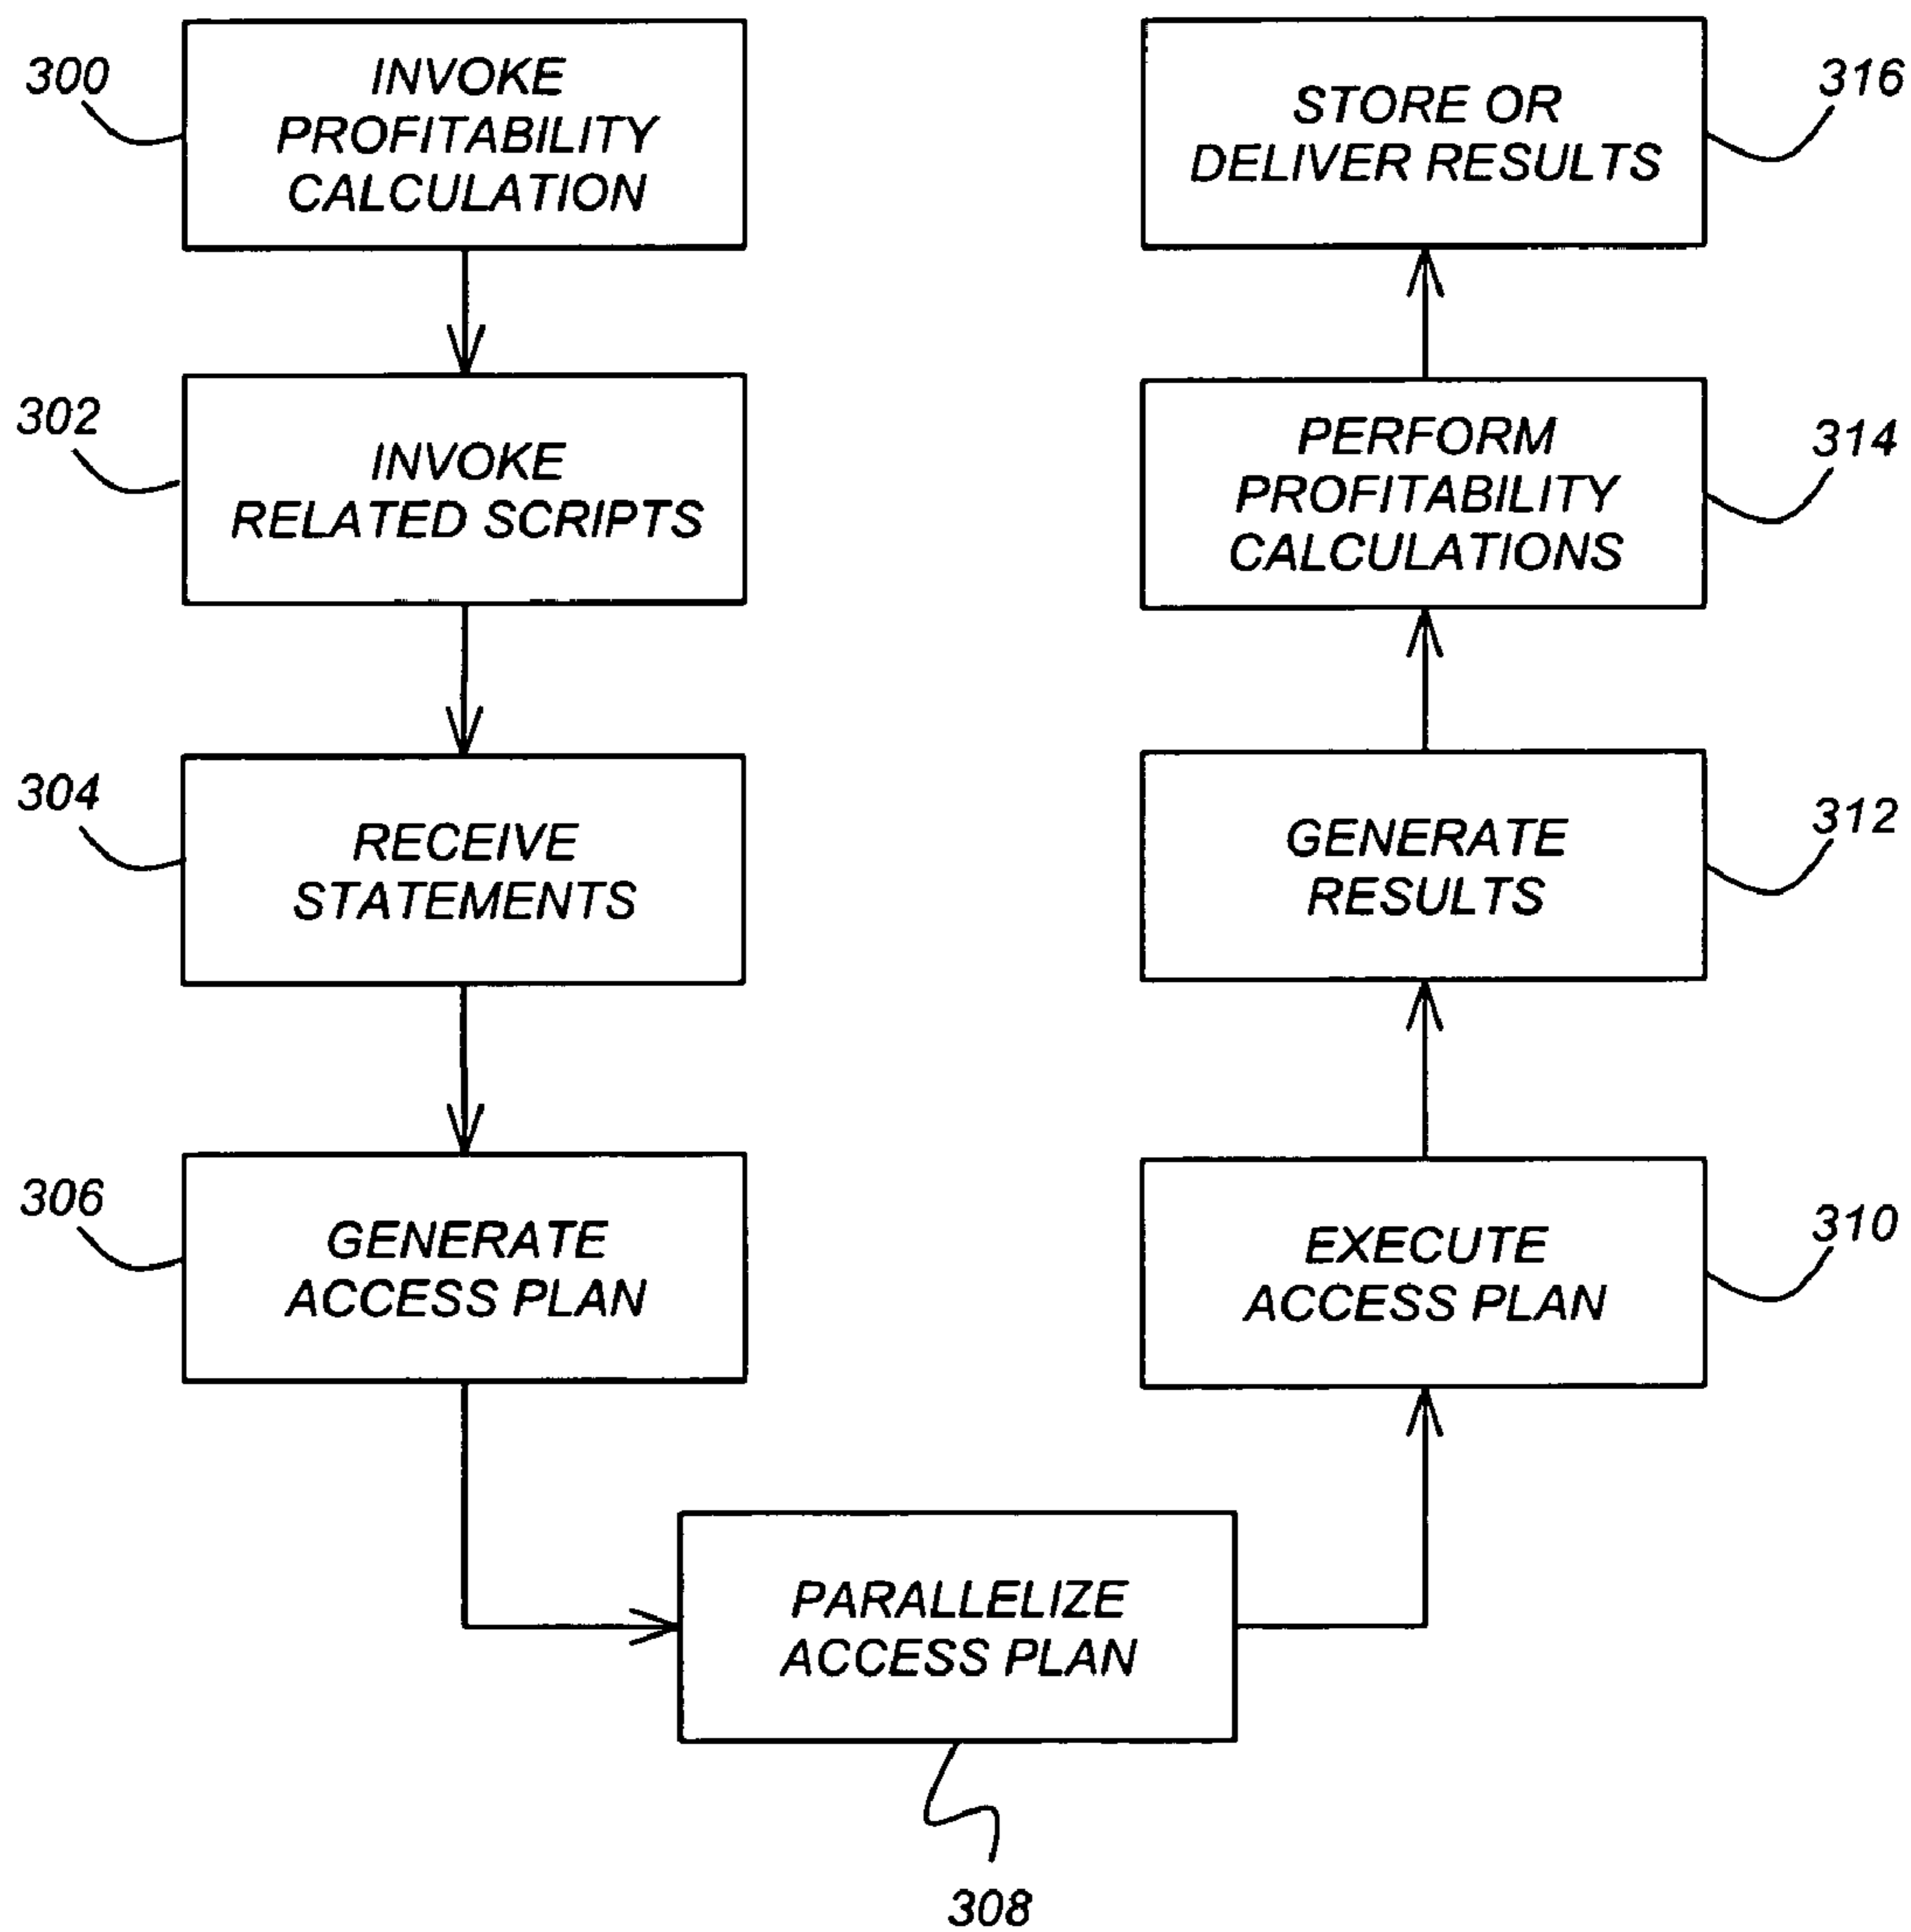 300
INVOKE
PROFITABILITY
CALCULATION
302
INVOKE
RELATED SCRIPTS
304
RECEIVE
STATEMENTS
306
GENERATE
ACCESS PLAN
PARALLELIZE
ACCESS PLAN
308
EXECUTE
ACCESS PLAN
310
GENERATE
RESULTS
312
PERFORM
PROFITABILITY
CALCULATIONS
314
STORE OR
DELIVER RESULTS
316